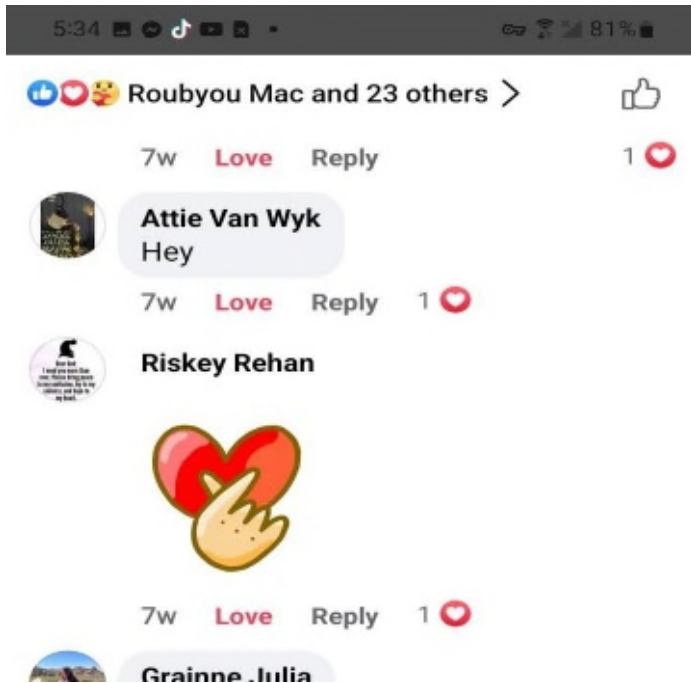 5:34 81%
Roubyou Mac and 23 others
7w Love Reply 1
Attie Van Wyk
Hey
7w Love Reply 1
Riskey Rehan
7w Love Reply 1
Grainne Julia